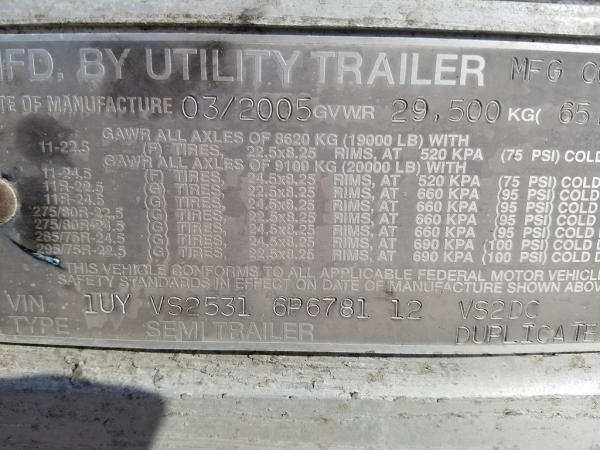 MFD. BY UTILITY TRAILER MFG CO
DATE OF MANUFACTURE 03/2005 GVWR 29,500 KG( 65,
GAWR ALL AXLES OF 8620 KG (19000 LB) WITH
11-22.5 (F) TIRES, 22.5x8.25 RIMS, AT 520 KPA (75 PSI) COLD
GAWR ALL AXLES OF 9100 KG (20000 LB) WITH
11-24.5 (F) TIRES, 24.5x8.25 RIMS, AT 520 KPA (75 PSI) COLD
11R-22.5 (G) TIRES, 22.5x8.25 RIMS, AT 660 KPA (95 PSI) COLD
11R-24.5 (G) TIRES, 24.5x8.25 RIMS, AT 660 KPA (95 PSI) COLD
275/80R-22.5 (G) TIRES, 22.5x8.25 RIMS, AT 660 KPA (95 PSI) COLD
275/80R-24.5 (G) TIRES, 24.5x8.25 RIMS, AT 660 KPA (95 PSI) COLD
285/75R-24.5 (G) TIRES, 24.5x8.25 RIMS, AT 690 KPA (100 PSI) COLD
295/75R-22.5 (G) TIRES, 22.5x8.25 RIMS, AT 690 KPA (100 PSI) COLD
THIS VEHICLE CONFORMS TO ALL APPLICABLE FEDERAL MOTOR VEHICLE
SAFETY STANDARDS IN EFFECT ON DATE OF MANUFACTURE SHOWN ABOVE
VIN 1UY VS2531 6P6781 12 VS2DC
TYPE SEMI TRAILER DUPLICATE